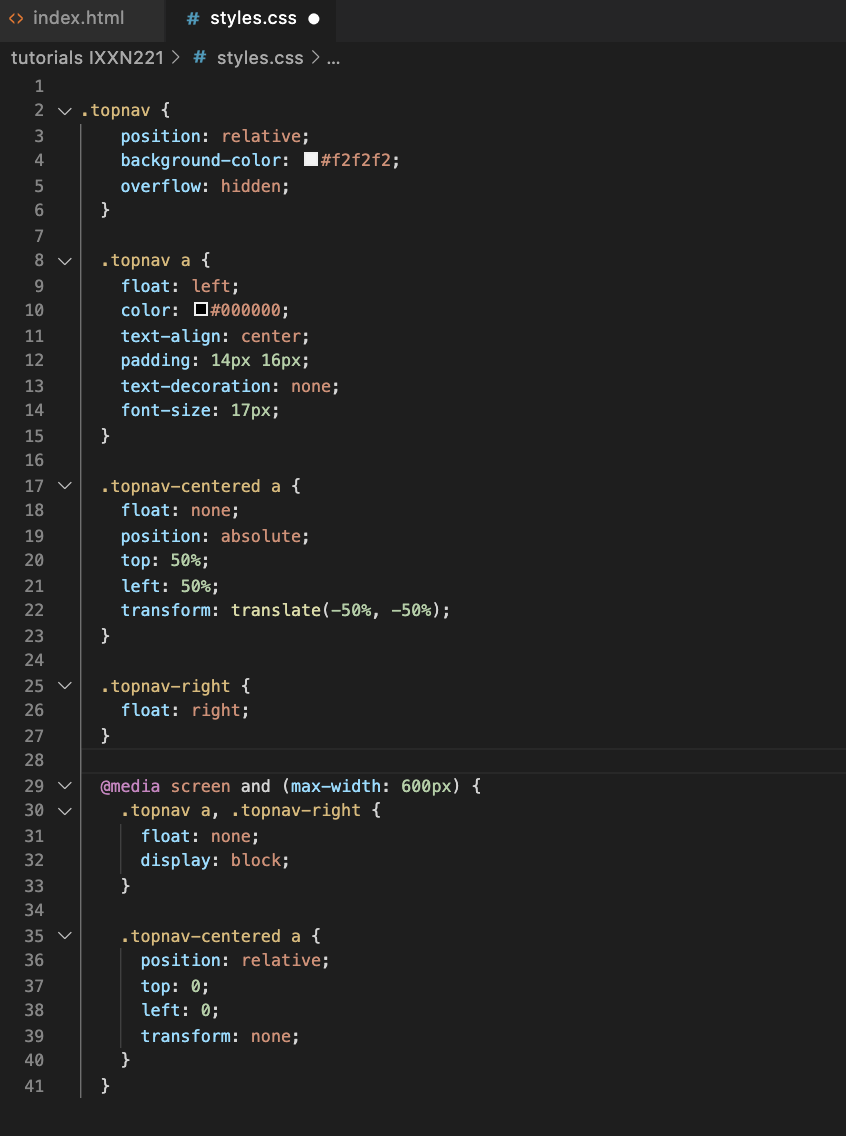 <> index.html # styles.css ●
tutorials IXXN221 > # styles.css > ...
1
2 .topnav {
3 position: relative;
4 background-color: #f2f2f2;
5 overflow: hidden;
6 }
7
8 .topnav a {
9 float: left;
10 color: #000000;
11 text-align: center;
12 padding: 14px 16px;
13 text-decoration: none;
14 font-size: 17px;
15 }
16
17 .topnav-centered a {
18 float: none;
19 position: absolute;
20 top: 50%;
21 left: 50%;
22 transform: translate(-50%, -50%);
23 }
24
25 .topnav-right {
26 float: right;
27 }
28
29 @media screen and (max-width: 600px) {
30 .topnav a, .topnav-right {
31 float: none;
32 display: block;
33 }
34
35 .topnav-centered a {
36 position: relative;
37 top: 0;
38 left: 0;
39 transform: none;
40 }
41 }